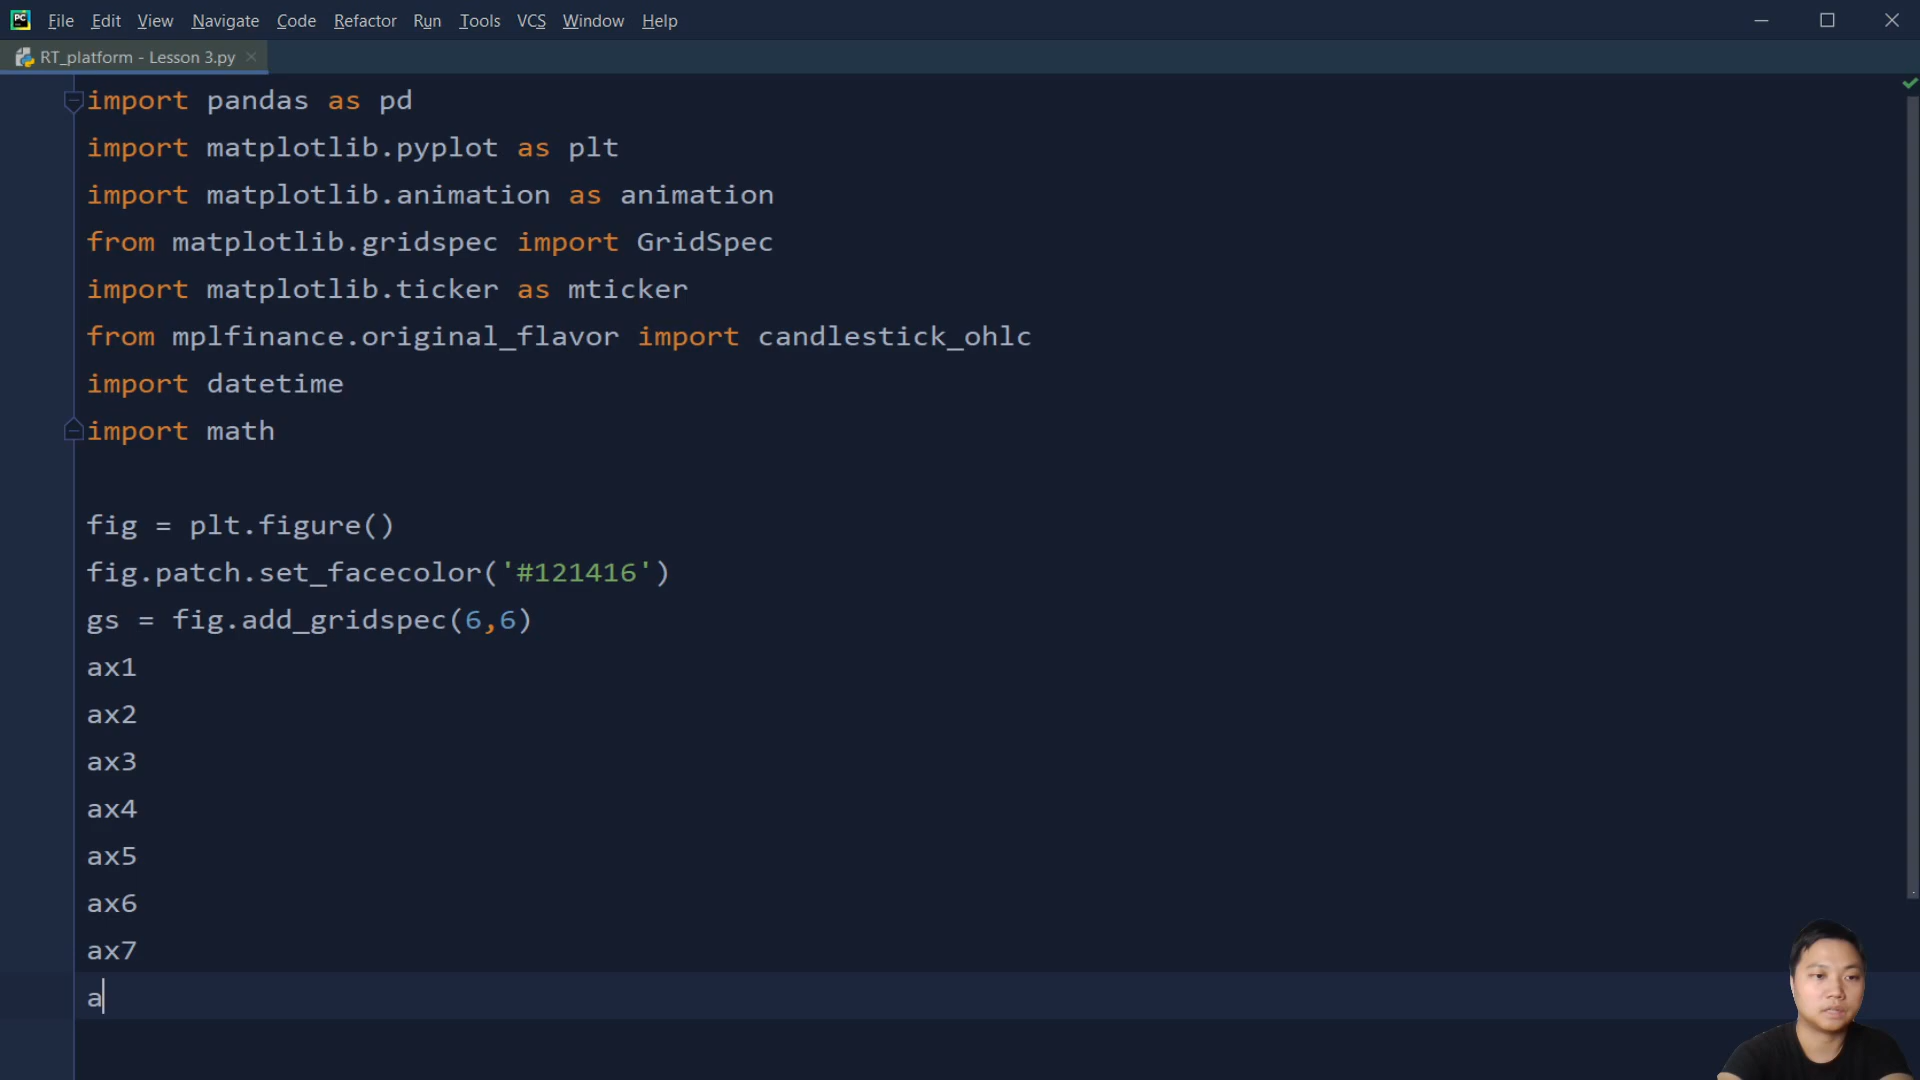 PC
File Edit View Navigate Code Refactor Run Tools VCS Window Help
RT_platform - Lesson 3.py
import pandas as pd
import matplotlib.pyplot as plt
import matplotlib.animation as animation
from matplotlib.gridspec import GridSpec
import matplotlib.ticker as mticker
from mplfinance.original_flavor import candlestick_ohlc
import datetime
import math
fig = plt.figure()
fig.patch.set_facecolor('#121416')
gs = fig.add_gridspec(6,6)
ax1
ax2
ax3
ax4
ax5
ax6
ax7
a